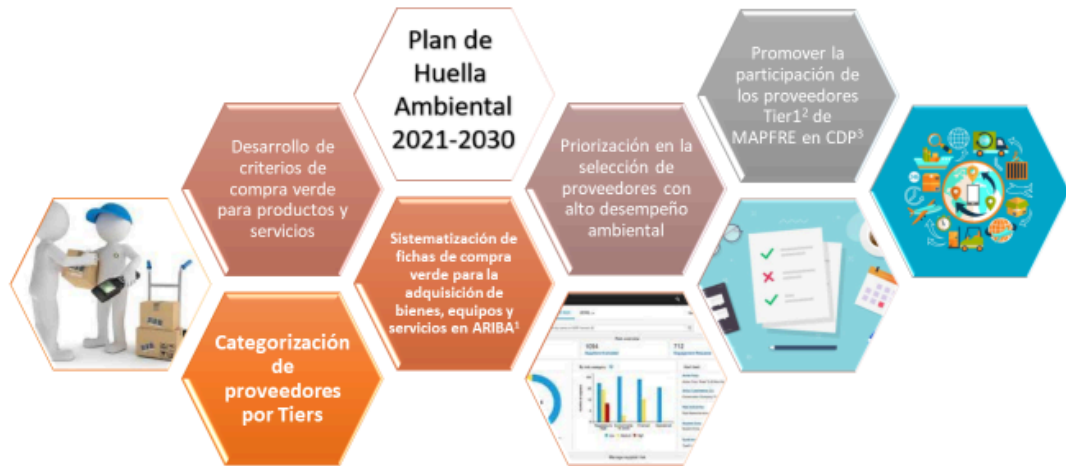 Plan de
Huella
Ambiental
2021-2030
Promover la
participación de
los proveedores
Tier1² de
MAPFRE en CDP³
Desarrollo de
criterios de
compra verde
para productos y
servicios
Priorización en la
selección de
proveedores con
alto desempeño
ambiental
Sistematización de
fichas de compra
verde para la
adquisición de
bienes, equipos y
servicios en ARIBA¹
Categorización
de
proveedores
por Tiers
1094
712